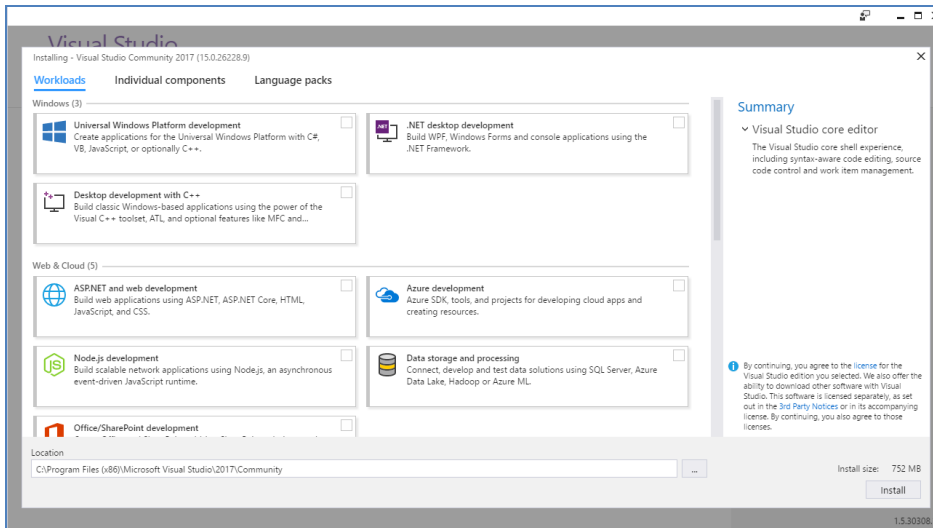 Visual Studio
Installing - Visual Studio Community 2017 (15.0.26228.9)
Workloads
Individual components
Language packs
Windows (3)
Universal Windows Platform development
Create applications for the Universal Windows Platform with C#,
VB, JavaScript, or optionally C++.
.NET
.NET desktop development
Build WPF, Windows Forms and console applications using the
.NET Framework.
Desktop development with C++
Build classic Windows-based applications using the power of the
Visual C++ toolset, ATL, and optional features like MFC and...
Web & Cloud (5)
ASP.NET and web development
Build web applications using ASP.NET, ASP.NET Core, HTML,
JavaScript, and CSS.
Azure development
Azure SDK, tools, and projects for developing cloud apps and
creating resources.
JS
Node.js development
Build scalable network applications using Node.js, an asynchronous
event-driven JavaScript runtime.
Data storage and processing
Connect, develop and test data solutions using SQL Server, Azure
Data Lake, Hadoop or Azure ML.
Office/SharePoint development
Summary
Visual Studio core editor
The Visual Studio core shell experience,
including syntax-aware code editing, source
code control and work item management.
By continuing, you agree to the license for the
Visual Studio edition you selected. We also offer the
ability to download other software with Visual
Studio. This software is licensed separately, as set
out in the 3rd Party Notices or in its accompanying
license. By continuing, you also agree to those
licenses.
Location
C:\Program Files (x86)\Microsoft Visual Studio\2017\Community
...
Install size: 752 MB
Install
1.5.30308.